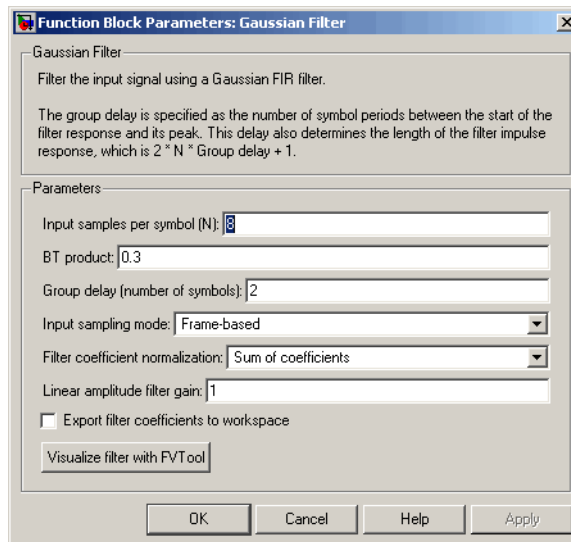 Function Block Parameters: Gaussian Filter
Gaussian Filter
Filter the input signal using a Gaussian FIR filter.
The group delay is specified as the number of symbol periods between the start of the
filter response and its peak. This delay also determines the length of the filter impulse
response, which is 2 * N * Group delay + 1.
Parameters
Input samples per symbol (N): 8
BT product: 0.3
Group delay (number of symbols): 2
Input sampling mode: Frame-based
Filter coefficient normalization: Sum of coefficients
Linear amplitude filter gain: 1
Export filter coefficients to workspace
Visualize filter with FVTool
OK Cancel Help Apply